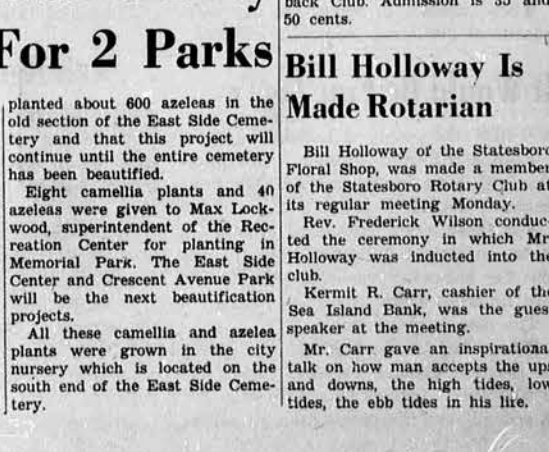 For 2 Parks
planted about 600 azeleas in the
old section of the East Side Ceme-
tery and that this project will
continue until the entire cemetery
has been beautified.
Eight camellia plants and 40
azeleas were given to Max Lock-
wood, superintendent of the Rec-
reation Center for planting in
Memorial Park. The East Side
Center and Crescent Avenue Park
will be the next beautification
projects.
All these camellia and azelea
plants were grown in the city
nursery which is located on the
south end of the East Side Ceme-
tery.
back Club. Admission is 35 and
50 cents.
Bill Holloway Is
Made Rotarian
Bill Holloway of the Statesboro
Floral Shop, was made a member
of the Statesboro Rotary Club at
its regular meeting Monday.
Rev. Frederick Wilson conduc-
ted the ceremony in which Mr.
Holloway was inducted into the
club.
Kermit R. Carr, cashier of the
Sea Island Bank, was the guest
speaker at the meeting.
Mr. Carr gave an inspirational
talk on how man accepts the ups
and downs, the high tides, low
tides, the ebb tides in his life.